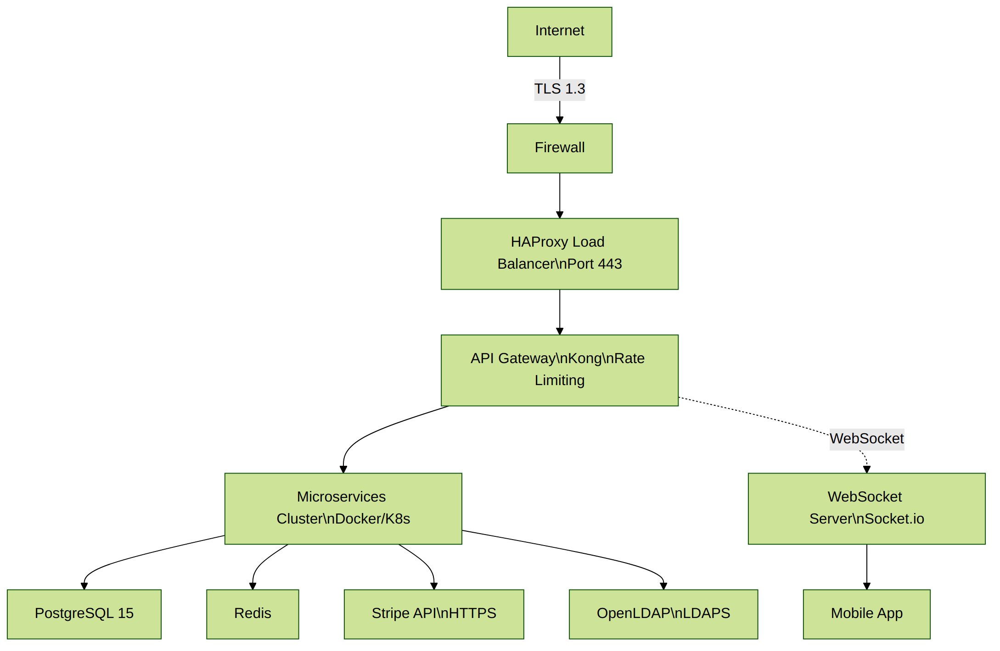 Internet
TLS 1.3
Firewall
HAProxy Load
Balancer\nPort 443
API Gateway\nKong\nRate
Limiting
WebSocket
Microservices
Cluster\nDocker/K8s
WebSocket
Server\nSocket.io
PostgreSQL 15
Redis
Stripe API\nHTTPS
OpenLDAP\nLDAPS
Mobile App